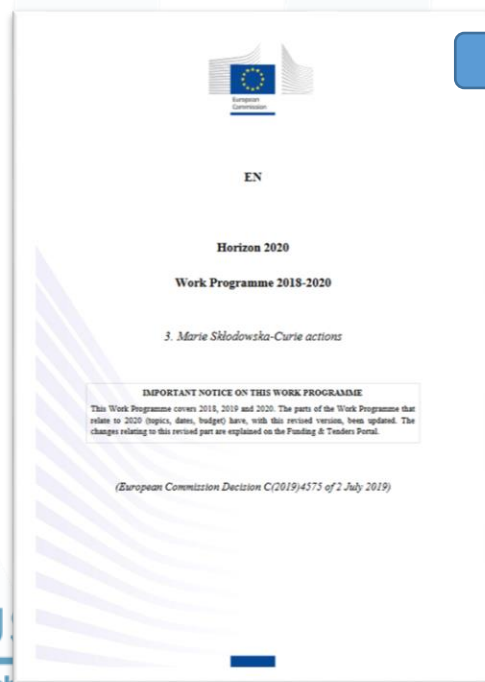 European
Commission
EN
Horizon 2020
Work Programme 2018-2020
3. Marie Skłodowska-Curie actions
IMPORTANT NOTICE ON THIS WORK PROGRAMME
This Work Programme covers 2018, 2019 and 2020. The parts of the Work Programme that
relate to 2020 (topics, dates, budget) have, with this revised version, been updated. The
changes relating to this revised part are explained on the Funding & Tenders Portal.
(European Commission Decision C(2019)4575 of 2 July 2019)